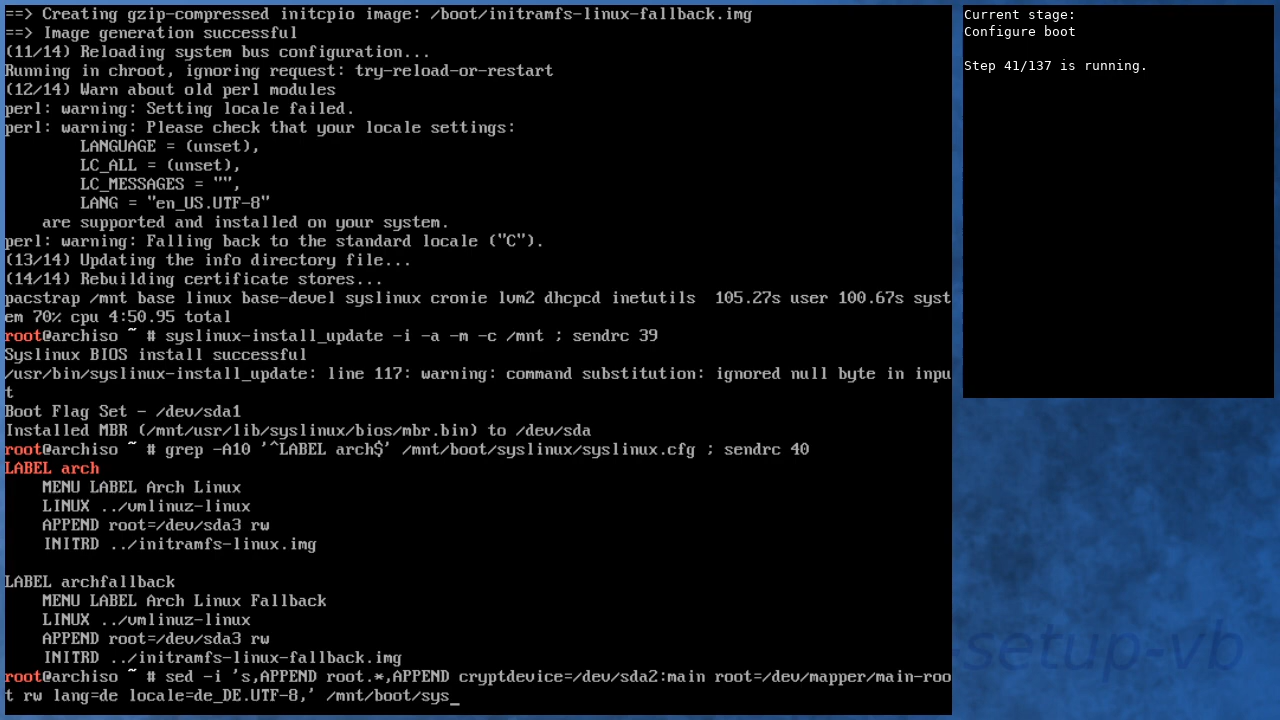 ==> Creating gzip-compressed initcpio image: /boot/initramfs-linux-fallback.img
==> Image generation successful
(11/14) Reloading system bus configuration...
Running in chroot, ignoring request: try-reload-or-restart
(12/14) Warn about old perl modules
perl: warning: Setting locale failed.
perl: warning: Please check that your locale settings:
        LANGUAGE = (unset),
        LC_ALL = (unset),
        LC_MESSAGES = "",
        LANG = "en_US.UTF-8"
    are supported and installed on your system.
perl: warning: Falling back to the standard locale ("C").
(13/14) Updating the info directory file...
(14/14) Rebuilding certificate stores...
pacstrap /mnt base linux base-devel syslinux cronie lvm2 dhcpcd inetutils  105.27s user 100.67s syst
em 70% cpu 4:50.95 total
root@archiso ~ # syslinux-install_update -i -a -m -c /mnt ; sendrc 39
Syslinux BIOS install successful
/usr/bin/syslinux-install_update: line 117: warning: command substitution: ignored null byte in inpu
t
Boot Flag Set - /dev/sda1
Installed MBR (/mnt/usr/lib/syslinux/bios/mbr.bin) to /dev/sda
root@archiso ~ # grep -A10 '^LABEL arch$' /mnt/boot/syslinux/syslinux.cfg ; sendrc 40
LABEL arch
    MENU LABEL Arch Linux
    LINUX ../vmlinuz-linux
    APPEND root=/dev/sda3 rw
    INITRD ../initramfs-linux.img

LABEL archfallback
    MENU LABEL Arch Linux Fallback
    LINUX ../vmlinuz-linux
    APPEND root=/dev/sda3 rw
    INITRD ../initramfs-linux-fallback.img
root@archiso ~ # sed -i 's,APPEND root.*,APPEND cryptdevice=/dev/sda2:main root=/dev/mapper/main-roo
t rw lang=de locale=de_DE.UTF-8,' /mnt/boot/sys_
Current stage:
Configure boot

Step 41/137 is running.
-setup-vb